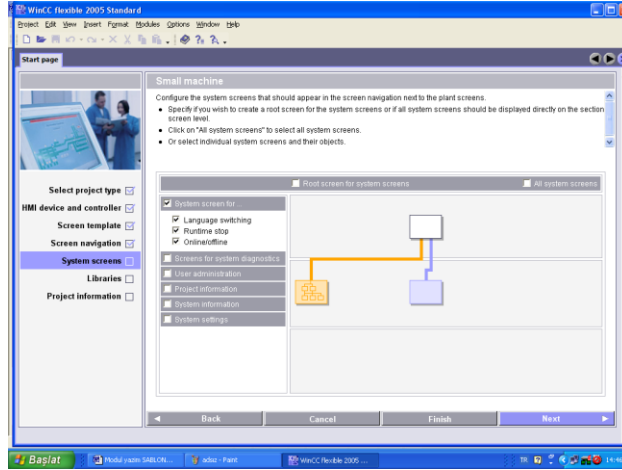 WinCC flexible 2005 Standard
Project Edit View Insert Format Modules Options Window Help
Start page
Small machine
Configure the system screens that should appear in the screen navigation next to the plant screens.
• Specify if you wish to create a root screen for the system screens or if all system screens should be displayed directly on the section screen level.
• Click on "All system screens" to select all system screens.
• Or select individual system screens and their objects.
Select project type
HMI device and controller
Screen template
Screen navigation
System screens
Libraries
Project information
Root screen for system screens
All system screens
System screen for ...
Language switching
Runtime stop
Online/offline
Screens for system diagnostics
User administration
Project information
System information
System settings
Back
Cancel
Finish
Next
Başlat
Modul yazim SABLON...
adsız - Paint
WinCC flexible 2005 ...
TR